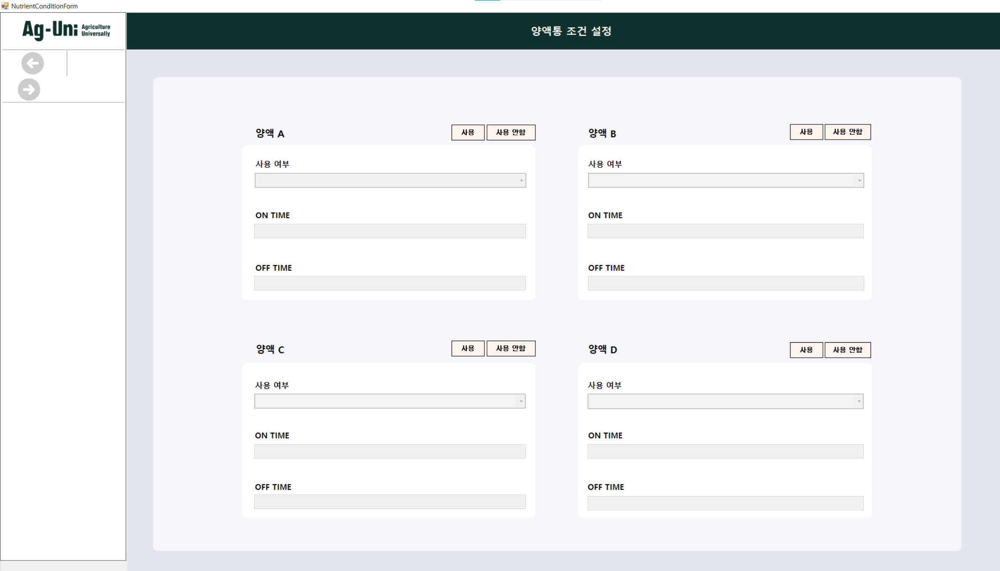 NutrientConditionForm
Ag-Uni Agriculture Universally
양액통 조건 설정
양액 A
사용
사용 안함
사용 여부
ON TIME
OFF TIME
양액 B
사용
사용 안함
사용 여부
ON TIME
OFF TIME
양액 C
사용
사용 안함
사용 여부
ON TIME
OFF TIME
양액 D
사용
사용 안함
사용 여부
ON TIME
OFF TIME